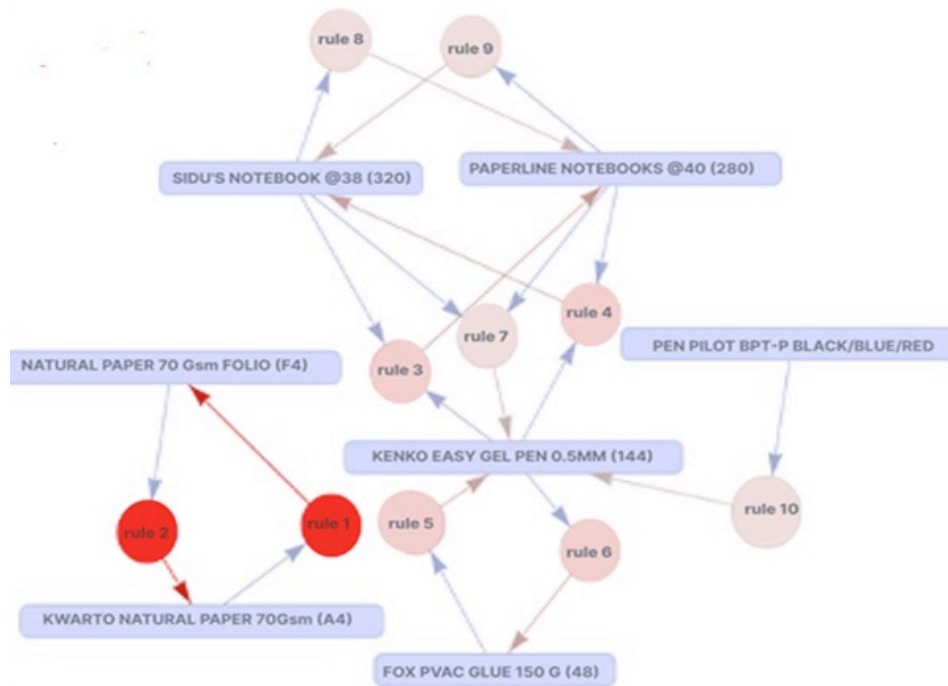 rule 8
rule 9
SIDU'S NOTEBOOK @38 (320)
PAPERLINE NOTEBOOKS @40 (280)
rule 4
rule 7
PEN PILOT BPT-P BLACK/BLUE/RED
NATURAL PAPER 70 Gsm FOLIO (F4)
rule 3
KENKO EASY GEL PEN 0.5MM (144)
rule 10
rule 5
rule 1
rule 2
rule 6
KWARTO NATURAL PAPER 70Gsm (A4)
FOX PVAC GLUE 150 G (48)